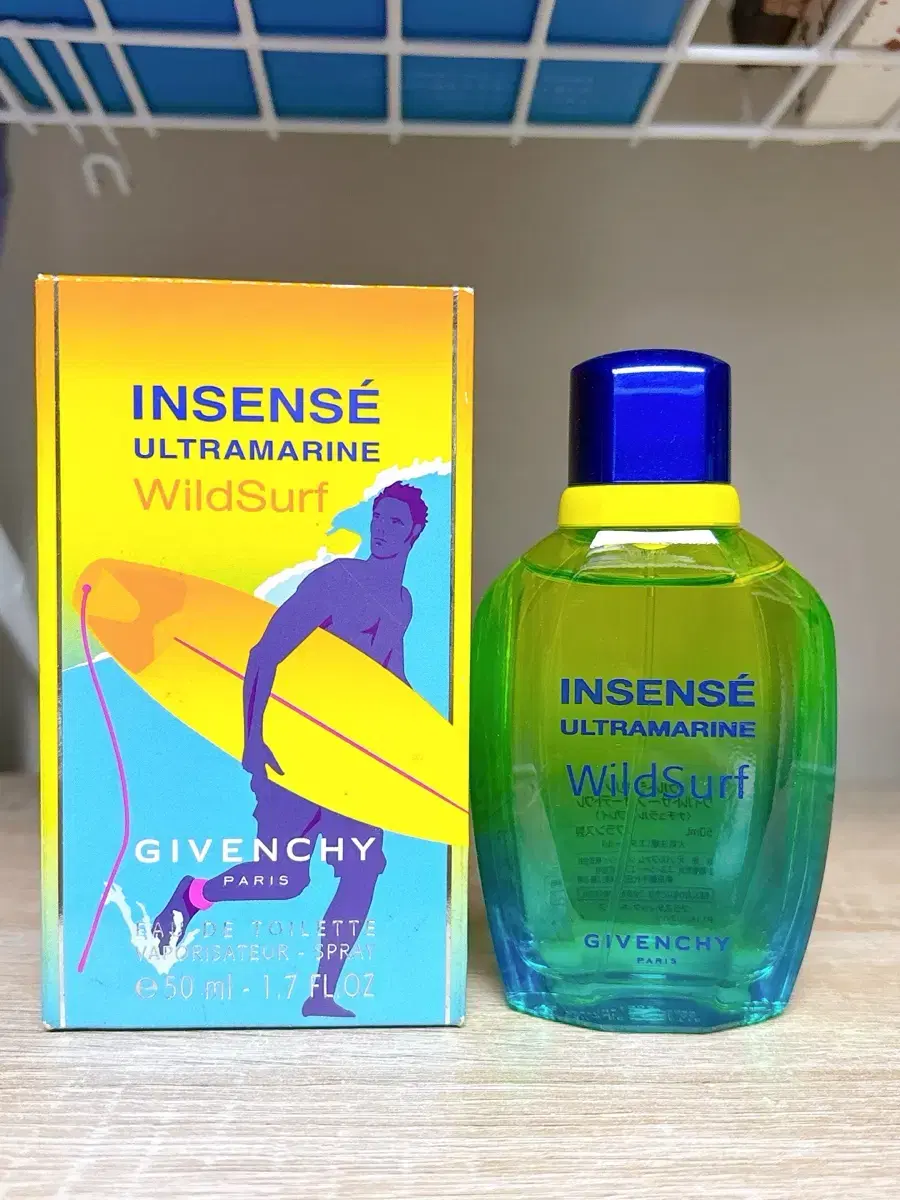 INSENSÉ
ULTRAMARINE
WildSurf
GIVENCHY
PARIS
EAU DE TOILETTE
VAPORISATEUR - SPRAY
℮ 50 ml - 1.7 FL.OZ
INSENSÉ
ULTRAMARINE
WildSurf
GIVENCHY
PARIS